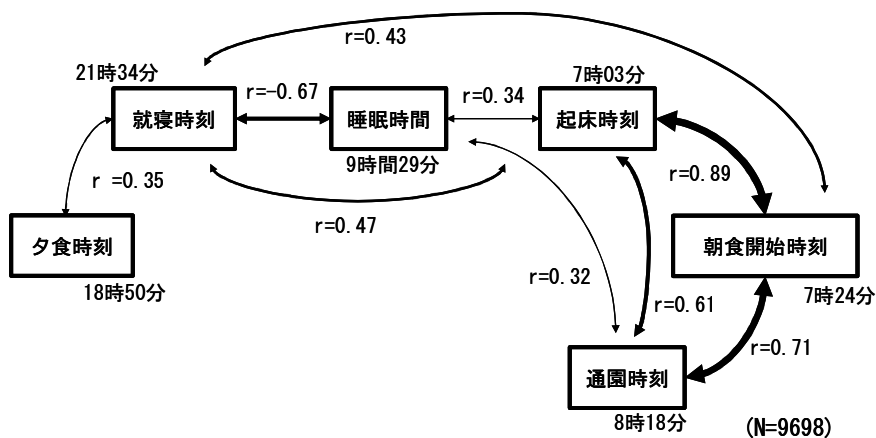 r=0.43
21時34分
7時03分
就寝時刻
r=-0.67
睡眠時間
r=0.34
起床時刻
9時間29分
r =0.35
r=0.89
r=0.47
夕食時刻
朝食開始時刻
18時50分
r=0.32
r=0.61
7時24分
r=0.71
通園時刻
8時18分
(N=9698)